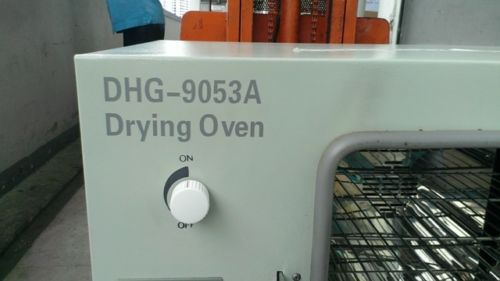 DHG-9053A
Drying Oven
ON
OFF